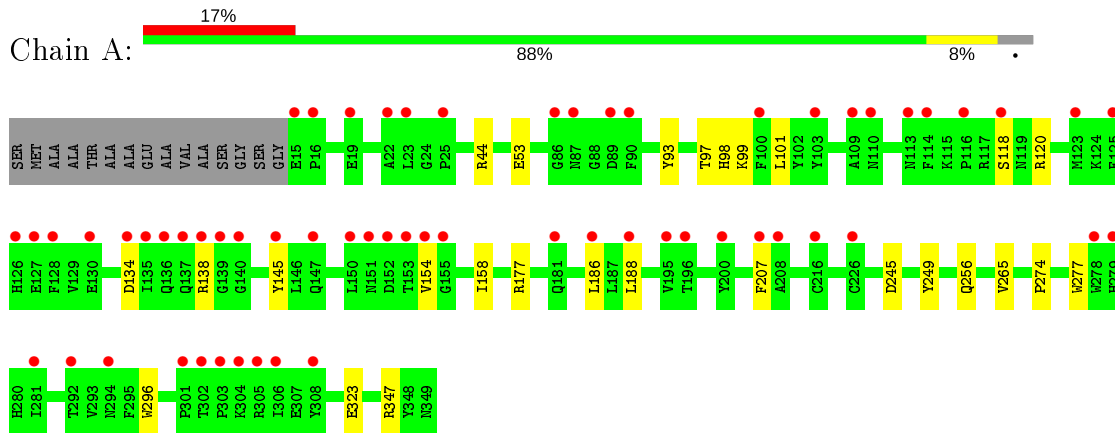 17%
Chain A:
88% 8% •
SER MET ALA ALA THR ALA ALA GLU ALA VAL ALA SER GLY SER GLY E15 P16 E19 A22 L23 G24 P25 R44 E53 G86 N87 G88 D89 F90 Y93 T97 H98 K99 F100 L101 Y102 Y103 A109 N110 N113 F114 K115 P116 R117 S118 N119 R120 M123 K124
H126 E127 F128 V129 E130 D134 I135 Q136 Q137 R138 G139 G140 Y145 L146 Q147 L150 N151 D152 T153 V154 G155 I158 R177 Q181 L186 L187 L188 V195 T196 Y200 F207 A208 C216 C226 D245 Y249 Q256 V265 P274 W277 W278
H280 I281 T292 V293 N294 F295 W296 P301 T302 P303 K304 R305 I306 E307 Y308 E323 R347 Y348 N349